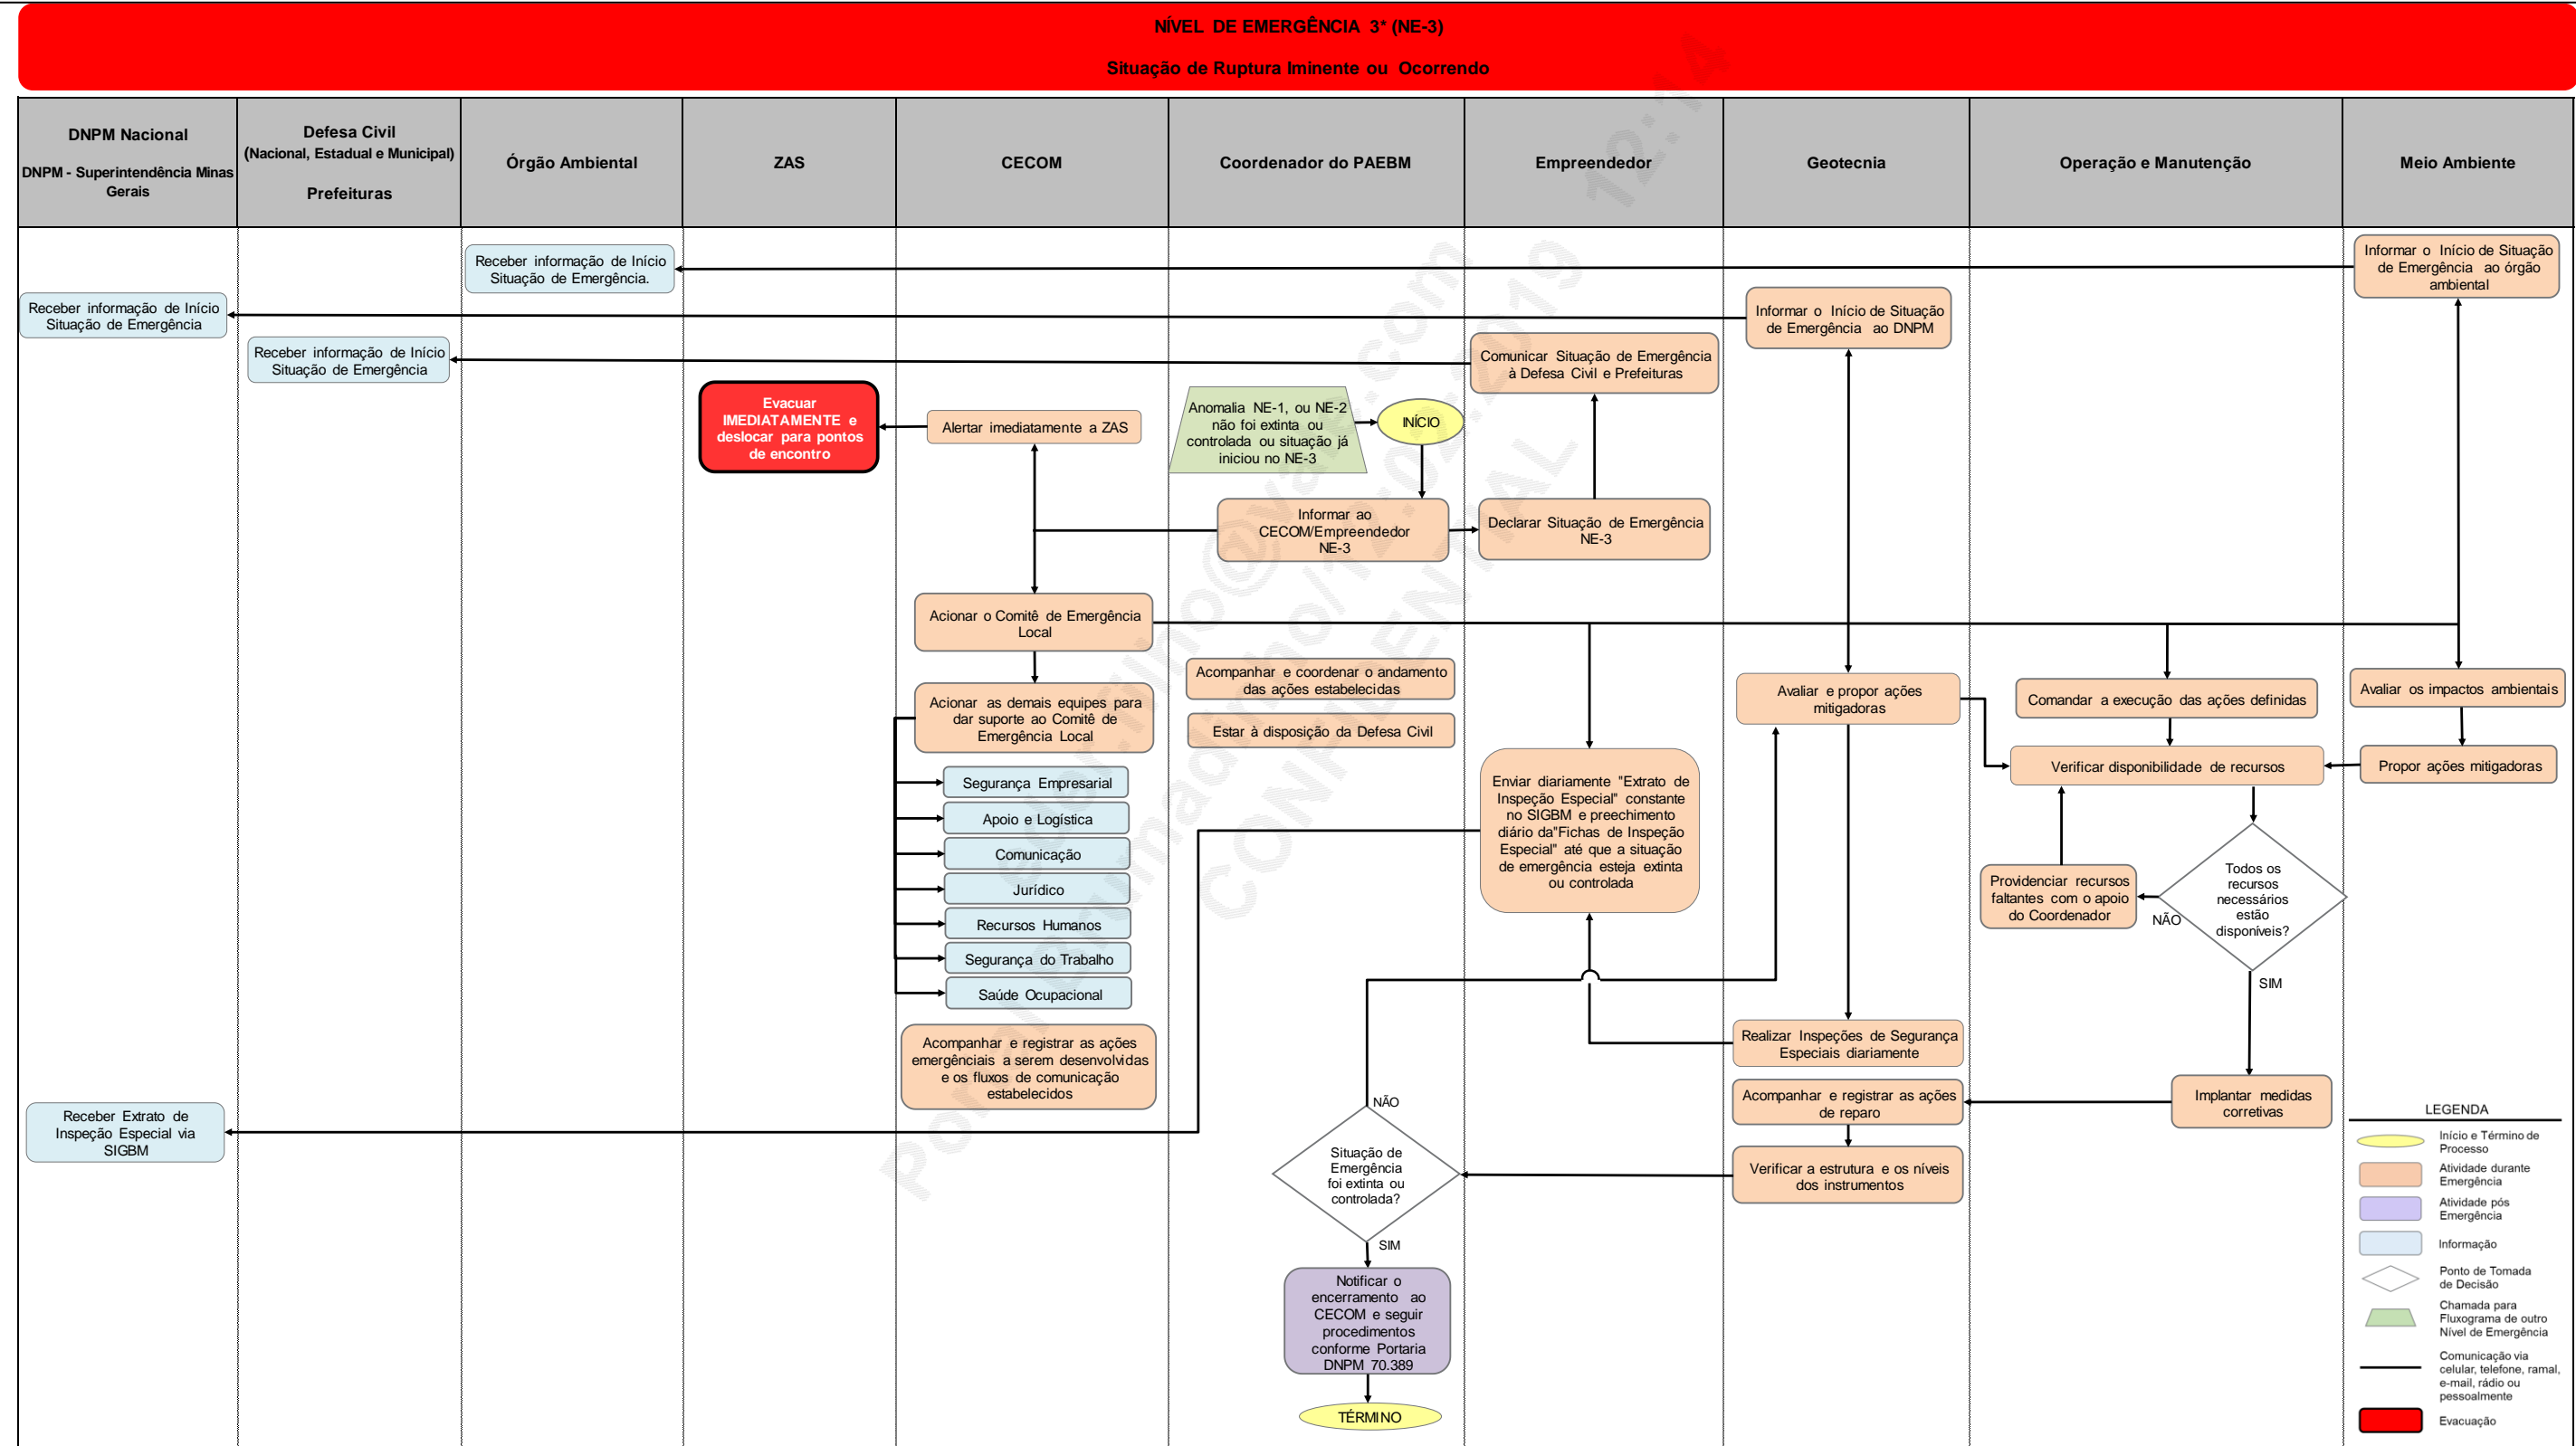 NÍVEL DE EMERGÊNCIA 3* (NE-3)
Situação de Ruptura Iminente ou Ocorrendo
DNPM Nacional
DNPM - Superintendência Minas
Gerais
Defesa Civil
(Nacional, Estadual e Municipal)
Prefeituras
Órgão Ambiental
ZAS
CECOM
Coordenador do PAEBM
Empreendedor
Geotecnia
Operação e Manutenção
Meio Ambiente
Receber informação de Início
Situação de Emergência.
Informar o Início de Situação
de Emergência ao órgão
ambiental
Receber informação de Início
Situação de Emergência
Informar o Início de Situação
de Emergência ao DNPM
Receber informação de Início
Situação de Emergência
Comunicar Situação de Emergência
à Defesa Civil e Prefeituras
Evacuar
IMEDIATAMENTE e
deslocar para pontos
de encontro
Alertar imediatamente a ZAS
Anomalia NE-1, ou NE-2
não foi extinta ou
controlada ou situação já
iniciou no NE-3
INÍCIO
Informar ao
CECOM/Empreendedor
NE-3
Declarar Situação de Emergência
NE-3
Acionar o Comitê de Emergência
Local
Acompanhar e coordenar o andamento
das ações estabelecidas
Estar à disposição da Defesa Civil
Acionar as demais equipes para
dar suporte ao Comitê de
Emergência Local
Avaliar e propor ações
mitigadoras
Comandar a execução das ações definidas
Avaliar os impactos ambientais
Verificar disponibilidade de recursos
Propor ações mitigadoras
Segurança Empresarial
Apoio e Logística
Comunicação
Jurídico
Recursos Humanos
Segurança do Trabalho
Saúde Ocupacional
Enviar diariamente "Extrato de
Inspeção Especial" constante
no SIGBM e preechimento
diário da"Fichas de Inspeção
Especial" até que a situação
de emergência esteja extinta
ou controlada
Providenciar recursos
faltantes com o apoio
do Coordenador
NÃO
Todos os
recursos
necessários
estão
disponíveis?
SIM
Acompanhar e registrar as ações
emergênciais a serem desenvolvidas
e os fluxos de comunicação
estabelecidos
Realizar Inspeções de Segurança
Especiais diariamente
Acompanhar e registrar as ações
de reparo
Implantar medidas
corretivas
Receber Extrato de
Inspeção Especial via
SIGBM
NÃO
Situação de
Emergência
foi extinta ou
controlada?
SIM
Verificar a estrutura e os níveis
dos instrumentos
Notificar o
encerramento ao
CECOM e seguir
procedimentos
conforme Portaria
DNPM 70.389
TÉRMINO
LEGENDA
Início e Término de
Processo
Atividade durante
Emergência
Atividade pós
Emergência
Informação
Ponto de Tomada
de Decisão
Chamada para
Fluxograma de outro
Nível de Emergência
Comunicação via
celular, telefone, ramal,
e-mail, rádio ou
pessoalmente
Evacuação
CONFIDENTIAL